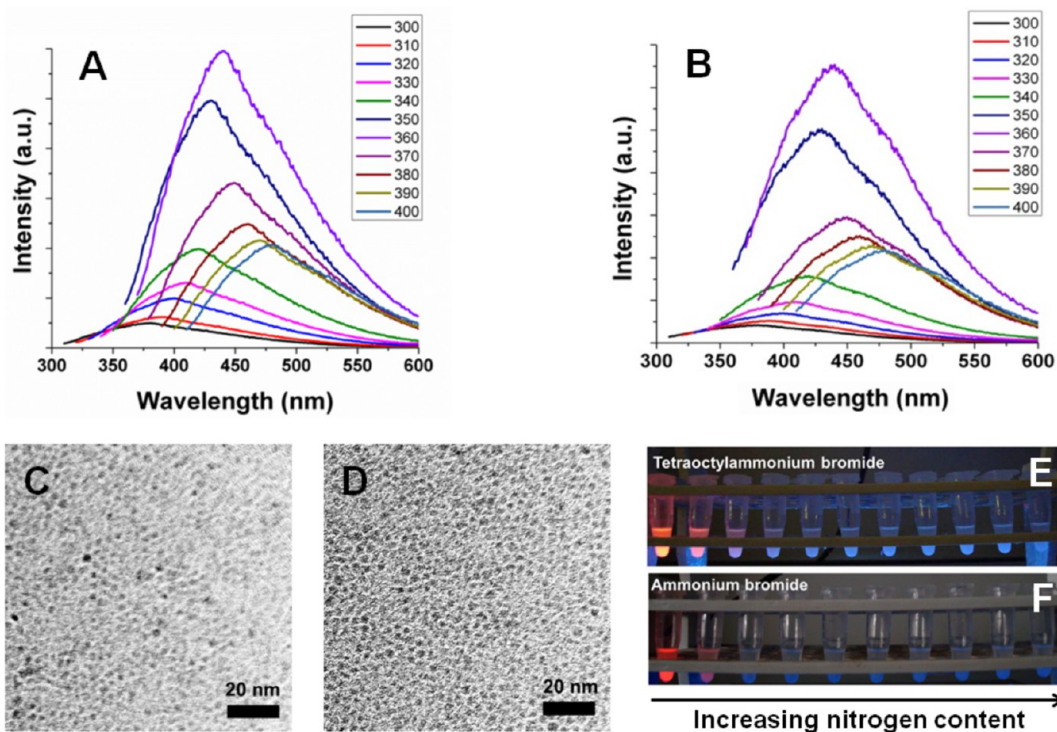 A
Intensity (a.u.)
300
310
320
330
340
350
360
370
380
390
400
300 350 400 450 500 550 600
Wavelength (nm)
B
Intensity (a.u.)
300
310
320
330
340
350
360
370
380
390
400
300 350 400 450 500 550 600
Wavelength (nm)
C
20 nm
D
20 nm
Tetraoctylammonium bromide
E
Ammonium bromide
F
Increasing nitrogen content